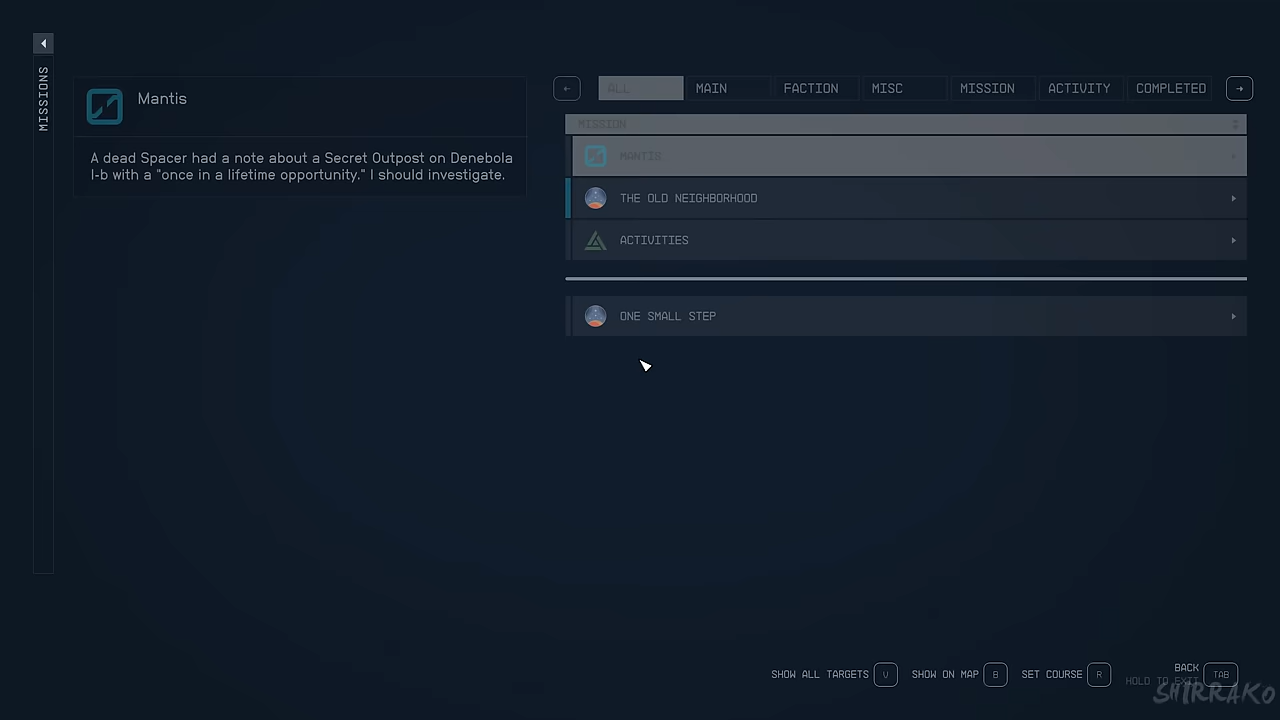 MISSIONS
Mantis
A dead Spacer had a note about a Secret Outpost on Denebola
I-b with a "once in a lifetime opportunity." I should investigate.
ALL
MAIN
FACTION
MISC
MISSION
ACTIVITY
COMPLETED
MISSION
MANTIS
THE OLD NEIGHBORHOOD
ACTIVITIES
ONE SMALL STEP
SHOW ALL TARGETS V
SHOW ON MAP B
SET COURSE R
BACK TAB
HOLD TO EXIT
SHIRRAKO